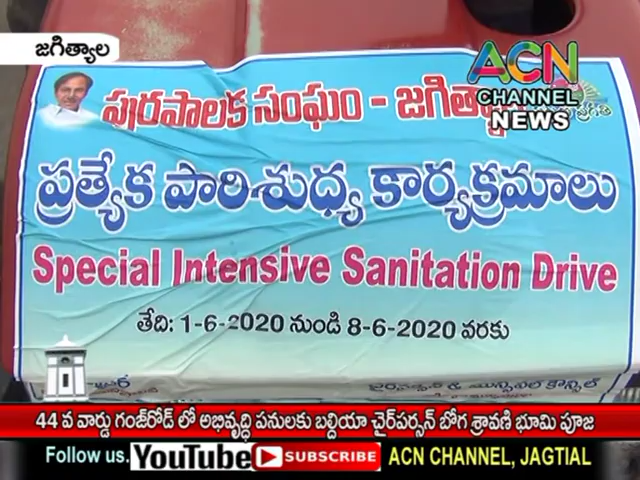 జగిత్యాల
ACN
CHANNEL
NEWS
పురపాలక సంఘం - జగిత్యాల
ప్రత్యేక పారిశుధ్య కార్యక్రమాలు
Special Intensive Sanitation Drive
తేది: 1-6-2020 నుండి 8-6-2020 వరకు
44 వ వార్డు గంజ్‌రోడ్ లో అభివృద్ధి పనులకు బల్దియా చైర్‌పర్సన్ బోగ శ్రావణి భూమి పూజ
Follow us. YouTube SUBSCRIBE ACN CHANNEL, JAGTIAL